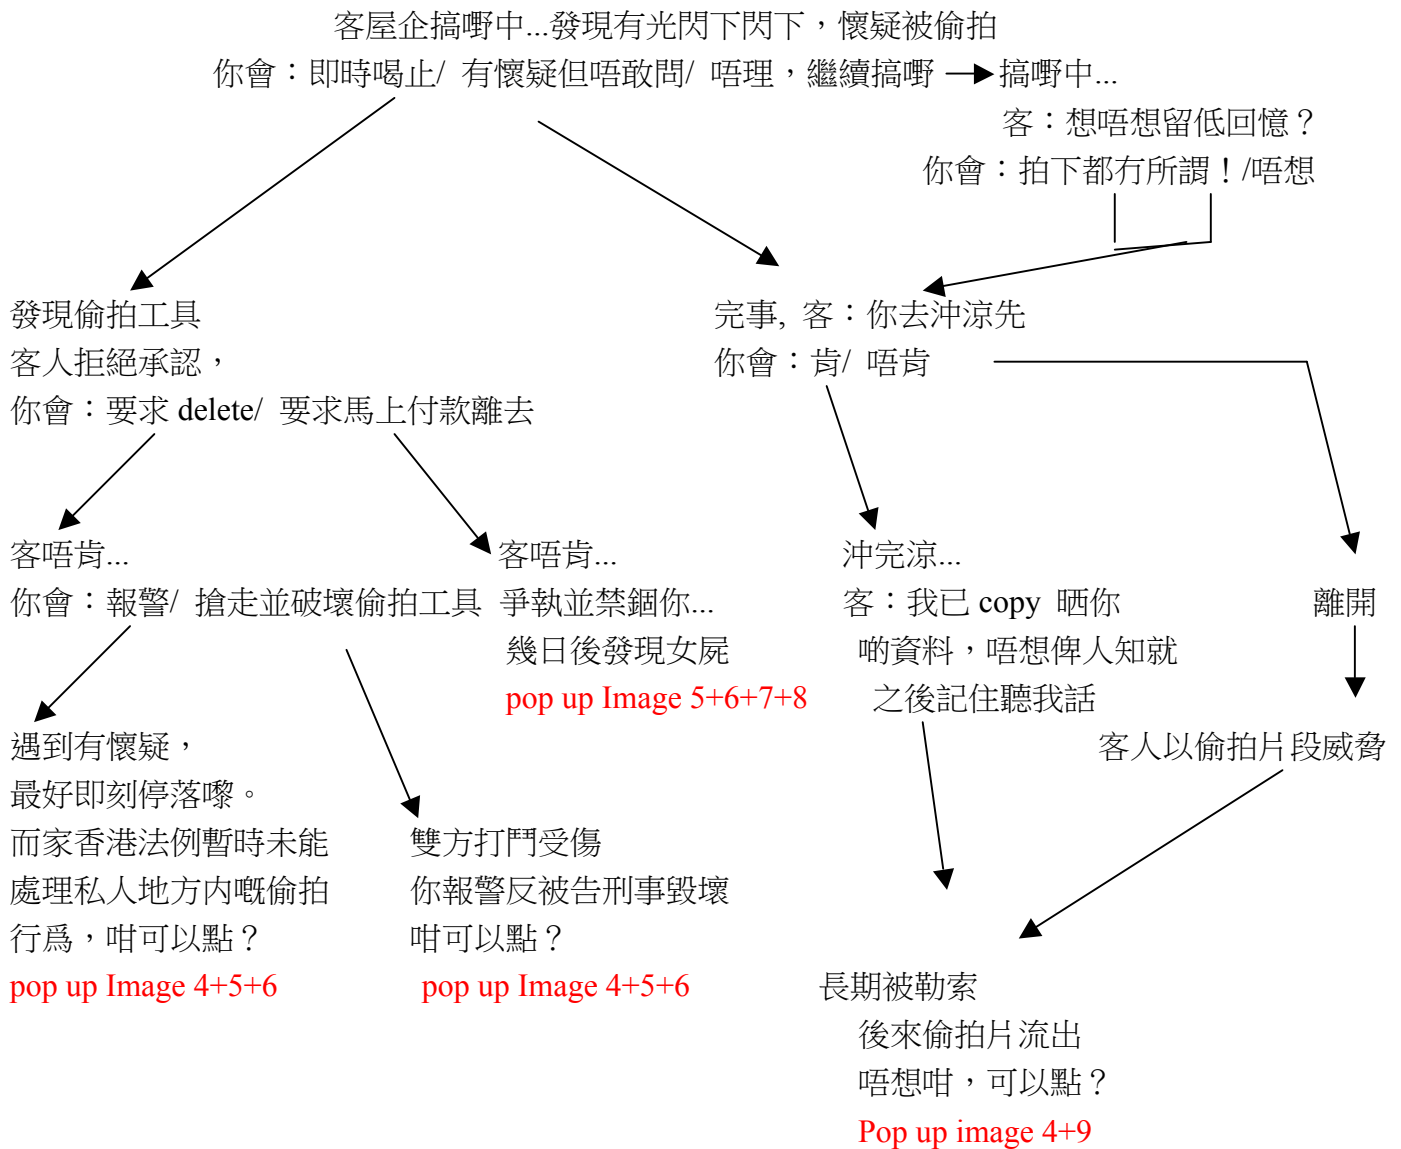 客屋企搞嘢中...發現有光閃下閃下，懷疑被偷拍
你會：即時喝止/ 有懷疑但唔敢問/ 唔理，繼續搞嘢
搞嘢中...
客：想唔想留低回憶？
你會：拍下都冇所謂！/唔想
發現偷拍工具
客人拒絕承認，
你會：要求 delete/ 要求馬上付款離去
完事, 客：你去沖涼先
你會：肯/ 唔肯
客唔肯...
你會：報警/ 搶走並破壞偷拍工具
客唔肯...
爭執並禁錮你...
幾日後發現女屍
pop up Image 5+6+7+8
沖完涼...
客：我已 copy 晒你
啲資料，唔想俾人知就
之後記住聽我話
離開
遇到有懷疑，
最好即刻停落嚟。
而家香港法例暫時未能
處理私人地方内嘅偷拍
行爲，咁可以點？
pop up Image 4+5+6
雙方打鬥受傷
你報警反被告刑事毀壞
咁可以點？
pop up Image 4+5+6
客人以偷拍片段威脅
長期被勒索
後來偷拍片流出
唔想咁，可以點？
Pop up image 4+9